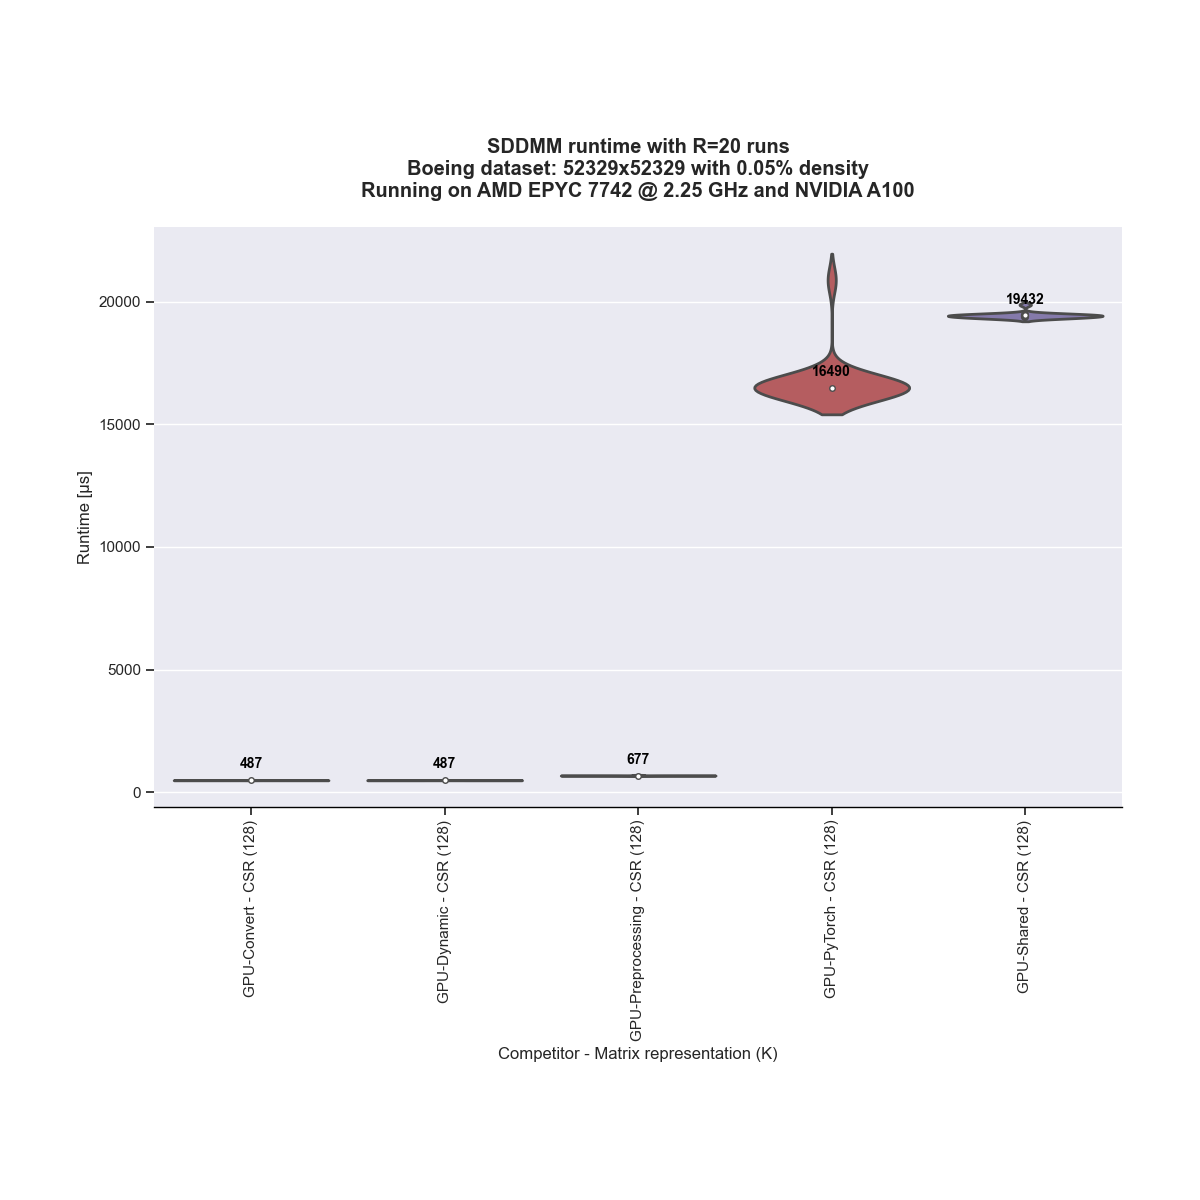 SDDMM runtime with R=20 runs
Boeing dataset: 52329x52329 with 0.05% density
Running on AMD EPYC 7742 @ 2.25 GHz and NVIDIA A100
Runtime [µs]
20000
15000
10000
5000
0
487
487
677
16490
19432
GPU-Convert - CSR (128)
GPU-Dynamic - CSR (128)
GPU-Preprocessing - CSR (128)
GPU-PyTorch - CSR (128)
GPU-Shared - CSR (128)
Competitor - Matrix representation (K)